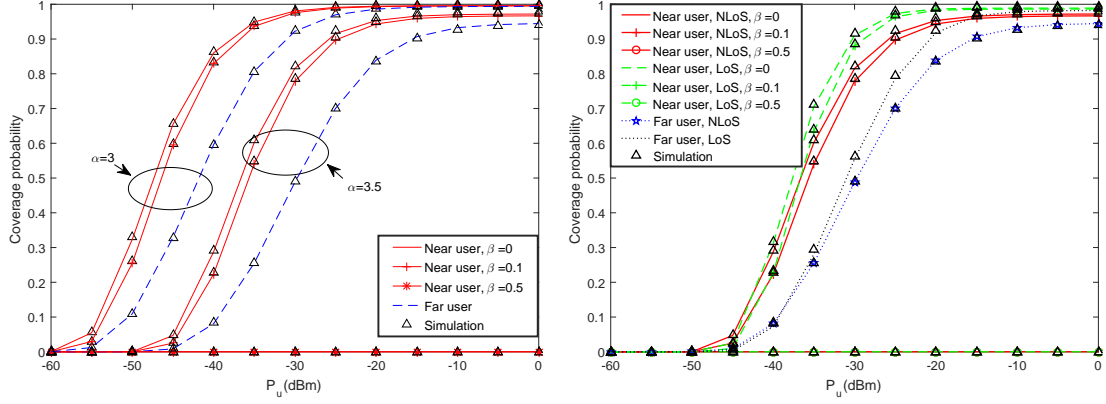 Coverage probability
1
0.9
0.8
0.7
0.6
0.5
0.4
0.3
0.2
0.1
0
α=3
α=3.5
Near user, β =0
Near user, β =0.1
Near user, β =0.5
Far user
Simulation
-60 -50 -40 -30 -20 -10 0
P_u(dBm)
Coverage probability
1
0.9
0.8
0.7
0.6
0.5
0.4
0.3
0.2
0.1
0
Near user, NLoS, β =0
Near user, NLoS, β =0.1
Near user, NLoS, β =0.5
Near user, LoS, β =0
Near user, LoS, β =0.1
Near user, LoS, β =0.5
Far user, NLoS
Far user, LoS
Simulation
-60 -50 -40 -30 -20 -10 0
P_u(dBm)